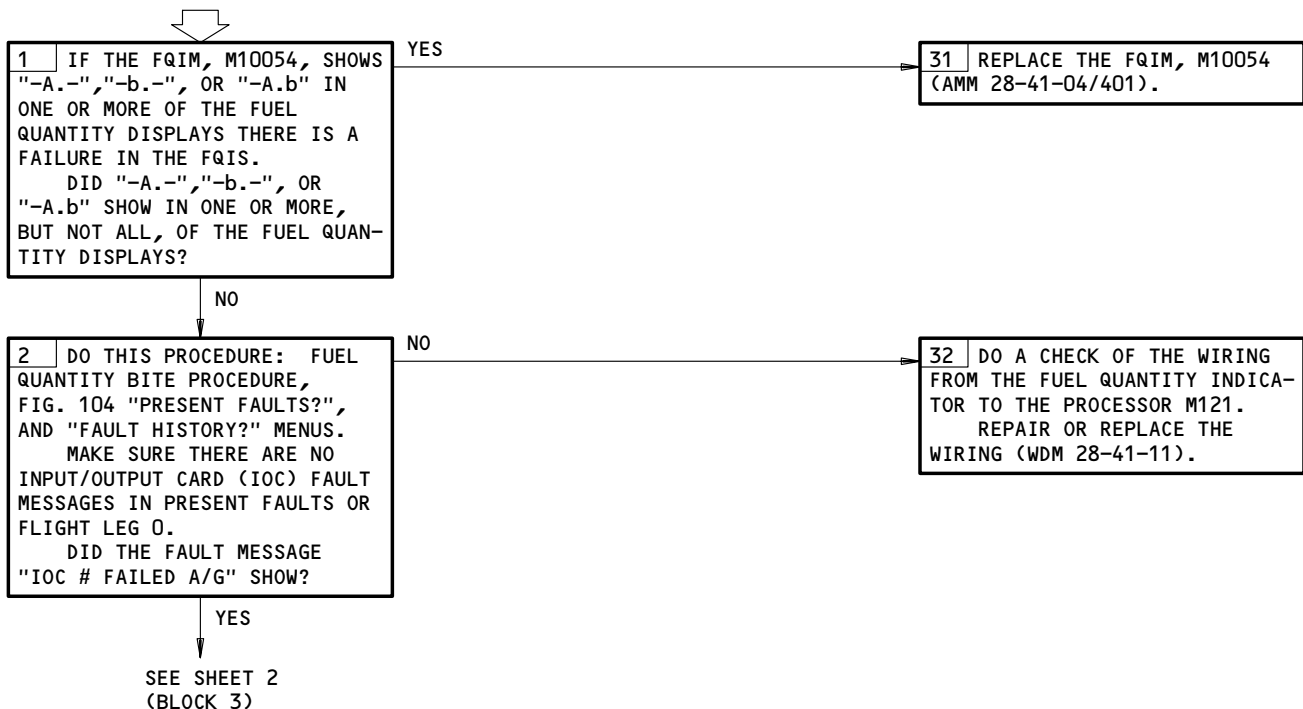 1 IF THE FQIM, M10054, SHOWS
"-A.-","-b.-", OR "-A.b" IN
ONE OR MORE OF THE FUEL
QUANTITY DISPLAYS THERE IS A
FAILURE IN THE FQIS.
DID "-A.-","-b.-", OR
"-A.b" SHOW IN ONE OR MORE,
BUT NOT ALL, OF THE FUEL QUAN-
TITY DISPLAYS?
YES
31 REPLACE THE FQIM, M10054
(AMM 28-41-04/401).
NO
2 DO THIS PROCEDURE: FUEL
QUANTITY BITE PROCEDURE,
FIG. 104 "PRESENT FAULTS?",
AND "FAULT HISTORY?" MENUS.
MAKE SURE THERE ARE NO
INPUT/OUTPUT CARD (IOC) FAULT
MESSAGES IN PRESENT FAULTS OR
FLIGHT LEG 0.
DID THE FAULT MESSAGE
"IOC # FAILED A/G" SHOW?
NO
32 DO A CHECK OF THE WIRING
FROM THE FUEL QUANTITY INDICA-
TOR TO THE PROCESSOR M121.
REPAIR OR REPLACE THE
WIRING (WDM 28-41-11).
YES
SEE SHEET 2
(BLOCK 3)